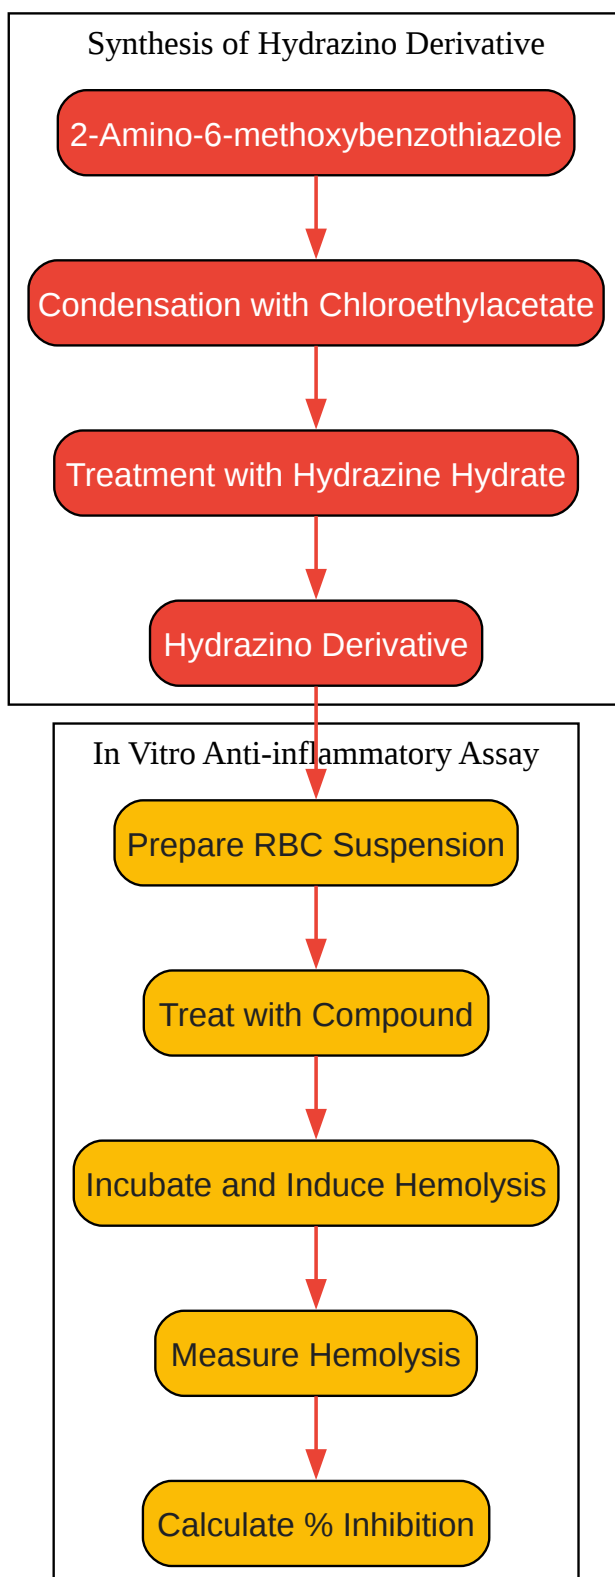 Synthesis of Hydrazino Derivative
2-Amino-6-methoxybenzothiazole
Condensation with Chloroethylacetate
Treatment with Hydrazine Hydrate
Hydrazino Derivative
In Vitro Anti-inflammatory Assay
Prepare RBC Suspension
Treat with Compound
Incubate and Induce Hemolysis
Measure Hemolysis
Calculate % Inhibition